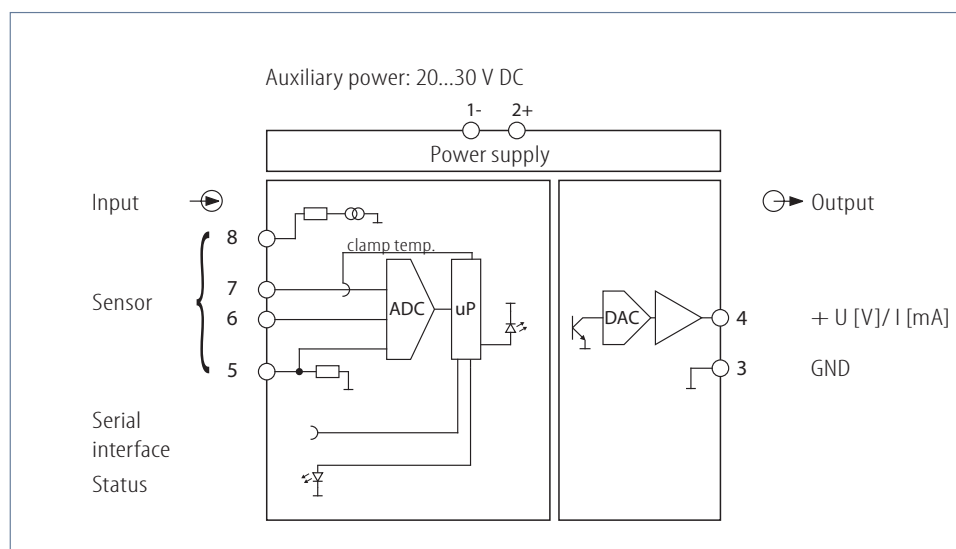 Auxiliary power: 20...30 V DC
1- 2+
Power supply
Input
Output
8
clamp temp.
7
Sensor
ADC
uP
DAC
4
+ U [V]/ I [mA]
6
5
3
GND
Serial
interface
Status